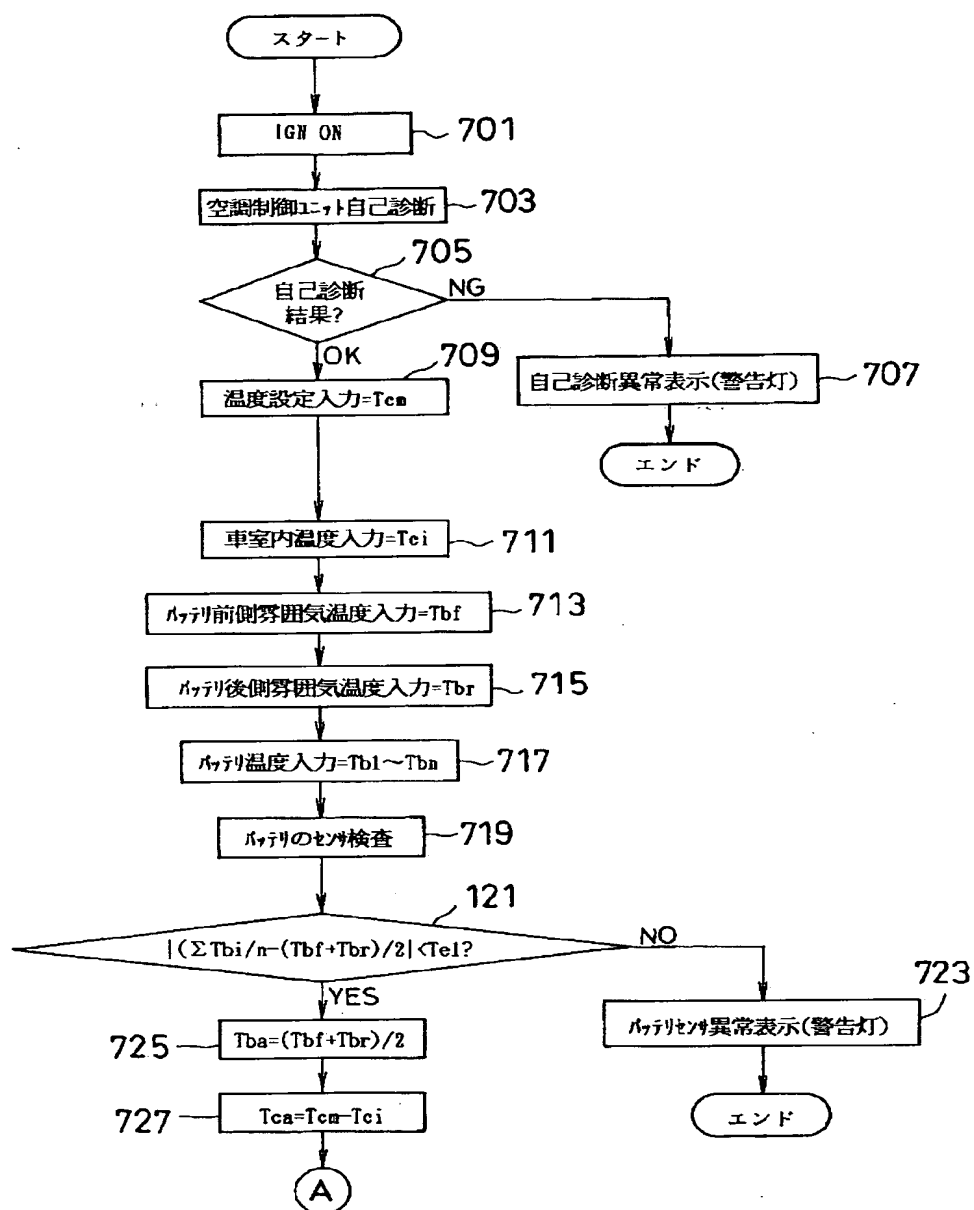 スタート
IGN ON
701
空調制御ユニット自己診断
703
705
自己診断
結果?
NG
OK
709
温度設定入力=Tcm
自己診断異常表示(警告灯)
707
エンド
車室内温度入力=Tci
711
バッテリ前側雰囲気温度入力=Tbf
713
バッテリ後側雰囲気温度入力=Tbr
715
バッテリ温度入力=Tb1~Tbn
717
バッテリのセンサ検査
719
121
|(ΣTbi/n-(Tbf+Tbr)/2|<Te1?
NO
YES
723
バッテリセンサ異常表示(警告灯)
725
Tba=(Tbf+Tbr)/2
727
Tca=Tcm-Tci
エンド
A